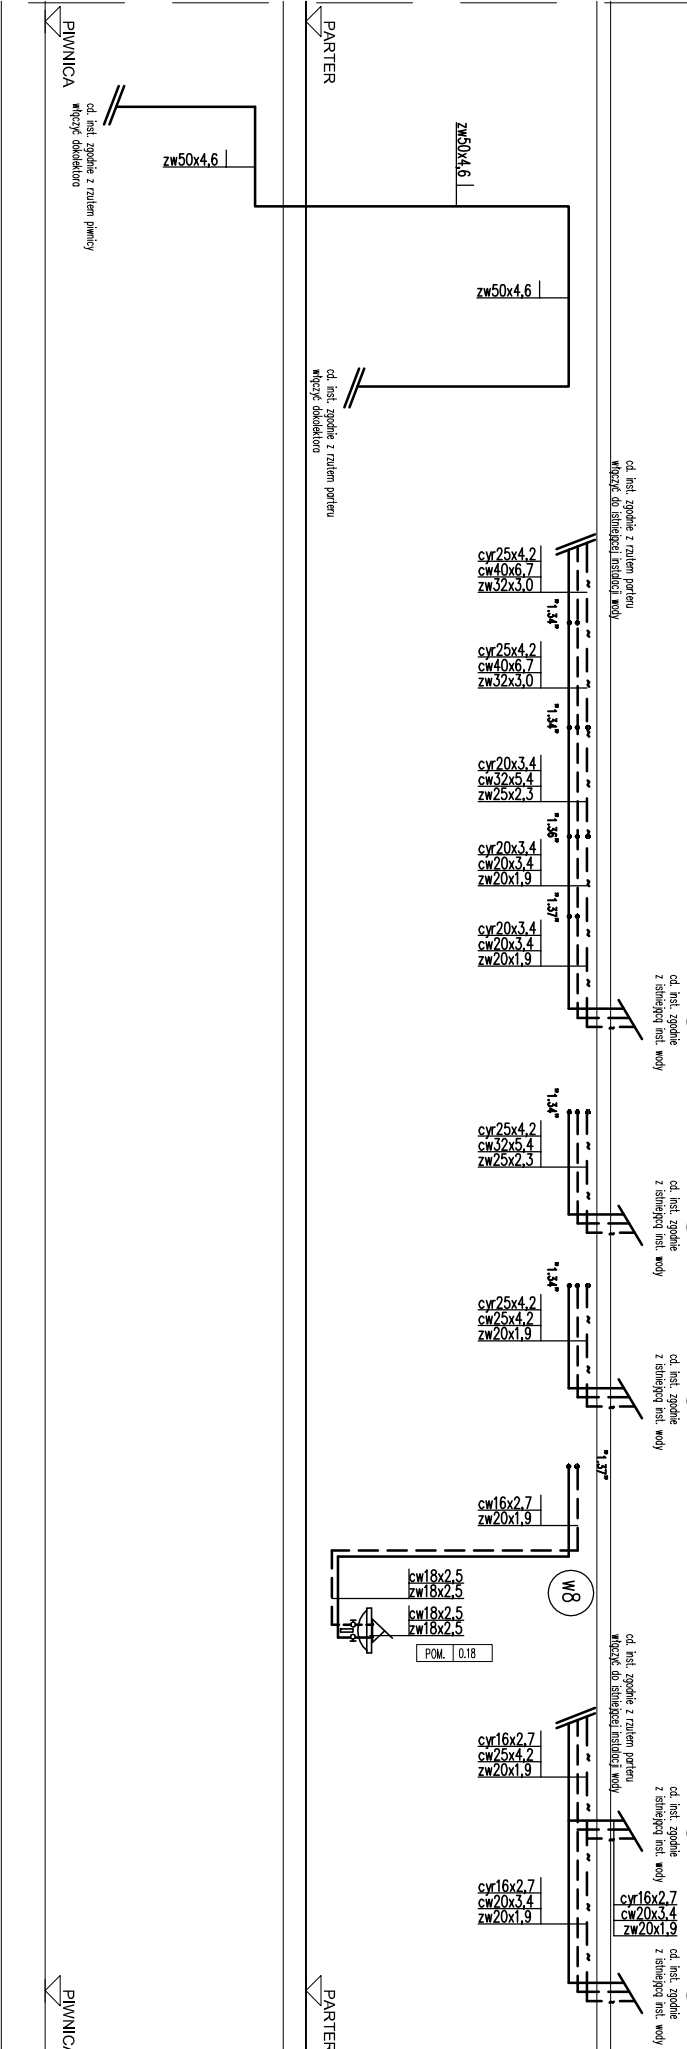 PIWNICA
PARTER
cd. inst. zgodnie z rzutem piwnicy
włączyć dokolektora
zw50x4,6
zw50x4,6
zw50x4,6
cd. inst. zgodnie z rzutem parteru
włączyć dokolektora
cd. inst. zgodnie z rzutem parteru
włączyć do istniejącej instalacji wody
cyr25x4,2
cw40x6,7
zw32x3,0
"1.34"
cyr25x4,2
cw40x6,7
zw32x3,0
"1.34"
cyr20x3,4
cw32x5,4
zw25x2,3
"1.36"
cyr20x3,4
cw20x3,4
zw20x1,9
"1.37"
cyr20x3,4
cw20x3,4
zw20x1,9
cd. inst. zgodnie
z istniejącą inst. wody
"1.34"
cyr25x4,2
cw32x5,4
zw25x2,3
cd. inst. zgodnie
z istniejącą inst. wody
"1.34"
cyr25x4,2
cw25x4,2
zw20x1,9
cd. inst. zgodnie
z istniejącą inst. wody
"1.37"
cw16x2,7
zw20x1,9
w8
cw18x2,5
zw18x2,5
cw18x2,5
zw18x2,5
POM. 0.18
cd. inst. zgodnie z rzutem parteru
włączyć do istniejącej instalacji wody
cyr16x2,7
cw25x4,2
zw20x1,9
cd. inst. zgodnie
z istniejącą inst. wody
cyr16x2,7
cw20x3,4
zw20x1,9
cyr16x2,7
cw20x3,4
zw20x1,9
cd. inst. zgodnie
z istniejącą inst. wody
PIWNICA
PARTER